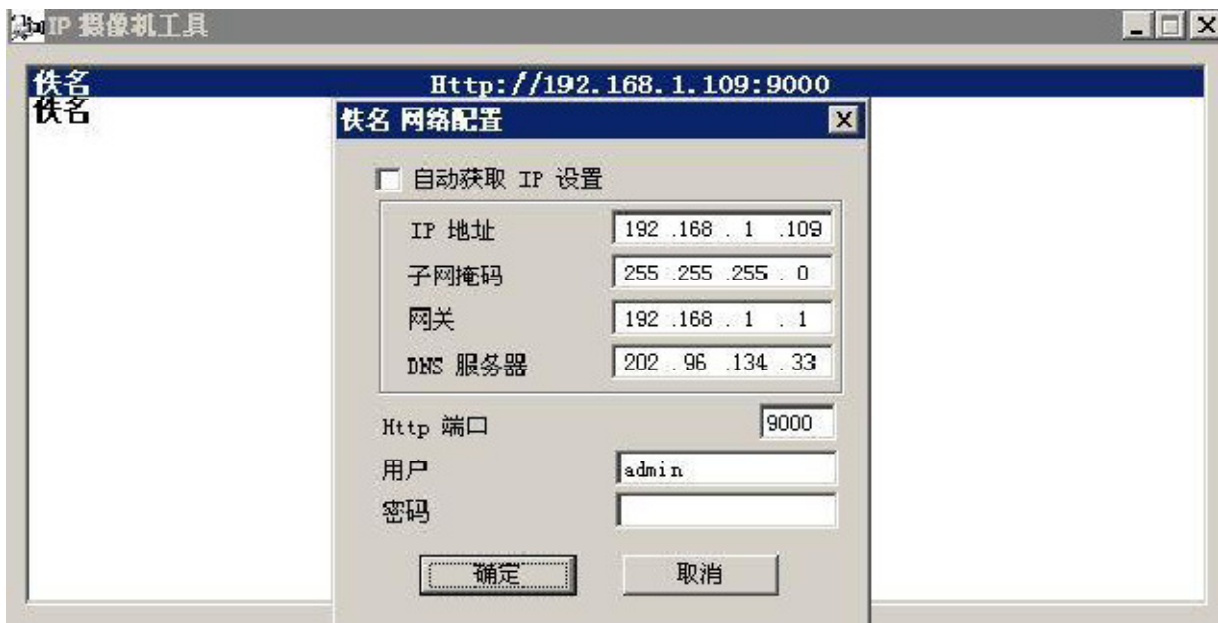 IP 摄像机工具
佚名 Http://192.168.1.109:9000
佚名
佚名 网络配置
自动获取 IP 设置
IP 地址 192 .168 . 1 .109
子网掩码 255 .255 .255 . 0
网关 192 .168 . 1 . 1
DNS 服务器 202 . 96 .134 . 33
Http 端口 9000
用户 admin
密码
确定 取消